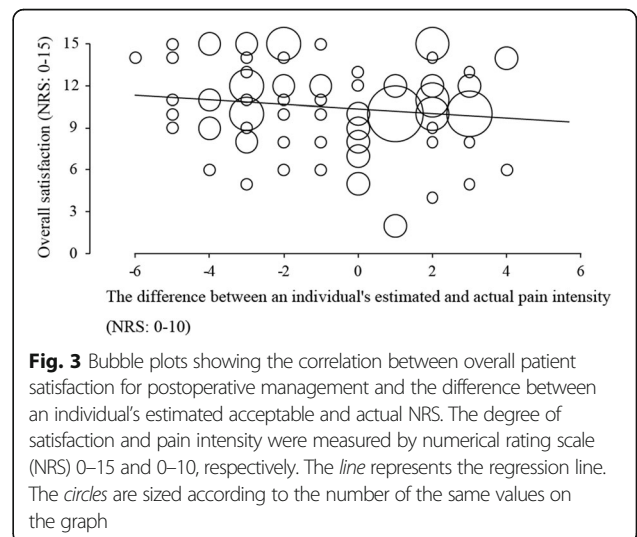 Overall satisfaction (NRS: 0-15)
15
12
9
6
3
0
-6 -4 -2 0 2 4 6
The difference between an individual's estimated and actual pain intensity
(NRS: 0-10)
Fig. 3 Bubble plots showing the correlation between overall patient
satisfaction for postoperative management and the difference between
an individual's estimated acceptable and actual NRS. The degree of
satisfaction and pain intensity were measured by numerical rating scale
(NRS) 0–15 and 0–10, respectively. The line represents the regression line.
The circles are sized according to the number of the same values on
the graph